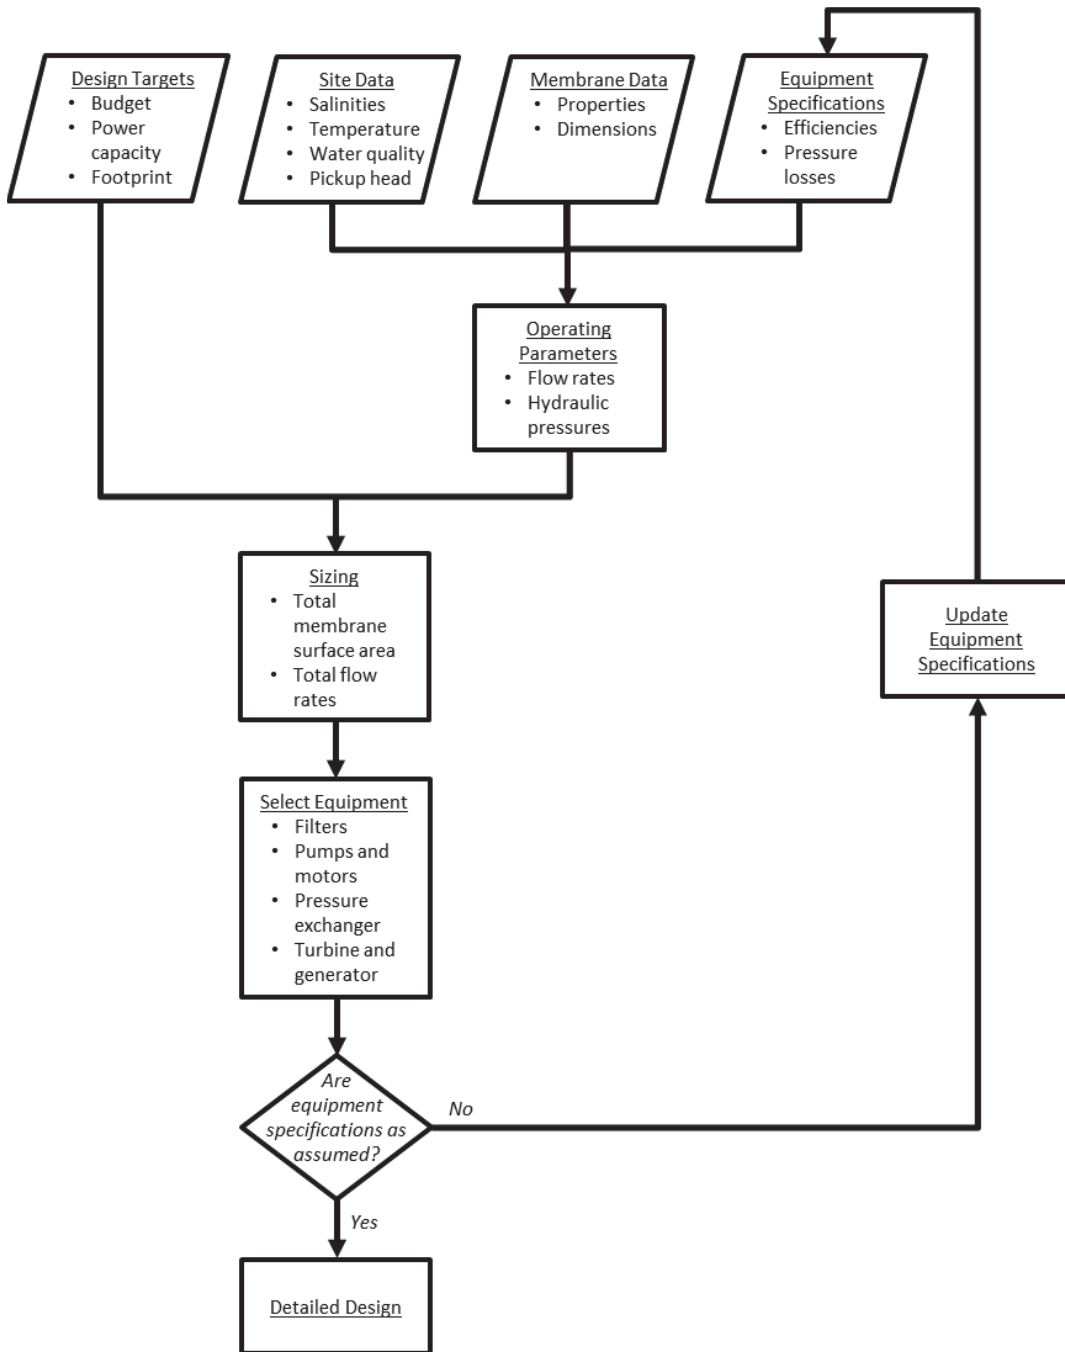 Design Targets
• Budget
• Power
capacity
• Footprint
Site Data
• Salinities
• Temperature
• Water quality
• Pickup head
Membrane Data
• Properties
• Dimensions
Equipment
Specifications
• Efficiencies
• Pressure
losses
Operating
Parameters
• Flow rates
• Hydraulic
pressures
Sizing
• Total
membrane
surface area
• Total flow
rates
Update
Equipment
Specifications
Select Equipment
• Filters
• Pumps and
motors
• Pressure
exchanger
• Turbine and
generator
Are
equipment
specifications as
assumed?
No
Yes
Detailed Design